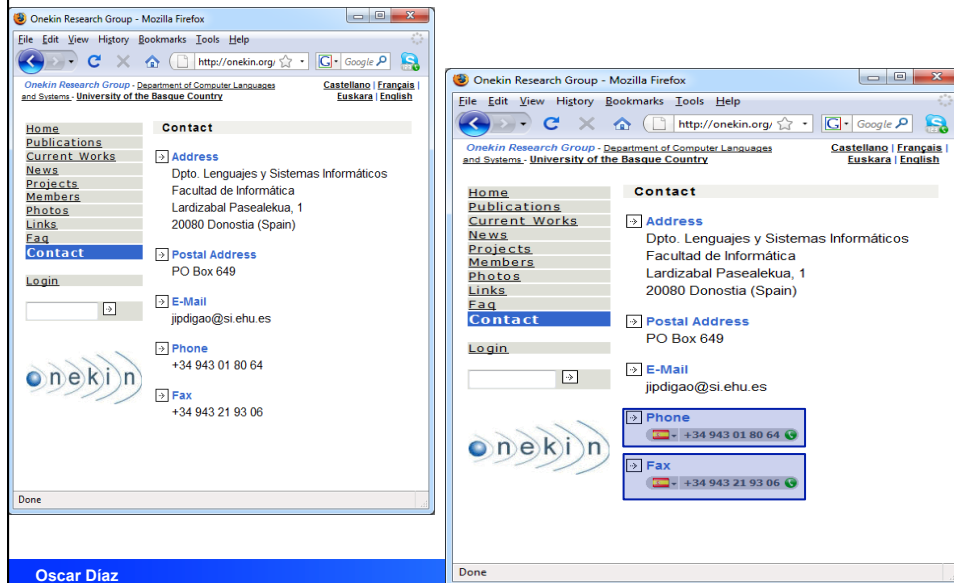 Onekin Research Group - Mozilla Firefox
File Edit View History Bookmarks Tools Help
http://onekin.org/
G Google
Onekin Research Group - Department of Computer Languages
and Systems - University of the Basque Country
Castellano | Français |
Euskara | English
Home
Publications
Current Works
News
Projects
Members
Photos
Links
Faq
Contact
Login
onekin
Contact
Address
Dpto. Lenguajes y Sistemas Informáticos
Facultad de Informática
Lardizabal Pasealekua, 1
20080 Donostia (Spain)
Postal Address
PO Box 649
E-Mail
jipdigao@si.ehu.es
Phone
+34 943 01 80 64
Fax
+34 943 21 93 06
Done
Onekin Research Group - Mozilla Firefox
File Edit View History Bookmarks Tools Help
http://onekin.org/
G Google
Onekin Research Group - Department of Computer Languages
and Systems - University of the Basque Country
Castellano | Français |
Euskara | English
Home
Publications
Current Works
News
Projects
Members
Photos
Links
Faq
Contact
Login
onekin
Contact
Address
Dpto. Lenguajes y Sistemas Informáticos
Facultad de Informática
Lardizabal Pasealekua, 1
20080 Donostia (Spain)
Postal Address
PO Box 649
E-Mail
jipdigao@si.ehu.es
Phone
+34 943 01 80 64
Fax
+34 943 21 93 06
Done
Oscar Díaz